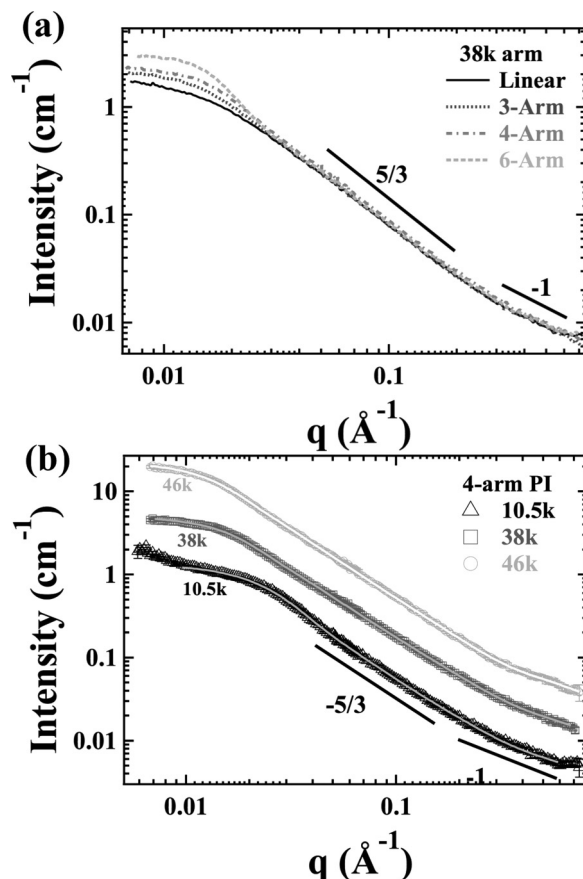 (a)
Intensity (cm⁻¹)
1
0.1
0.01
38k arm
Linear
3-Arm
4-Arm
6-Arm
5/3
-1
0.01
0.1
q (Å⁻¹)
(b)
Intensity (cm⁻¹)
10
1
0.1
0.01
4-arm PI
10.5k
38k
46k
46k
38k
10.5k
-5/3
-1
0.01
0.1
q (Å⁻¹)